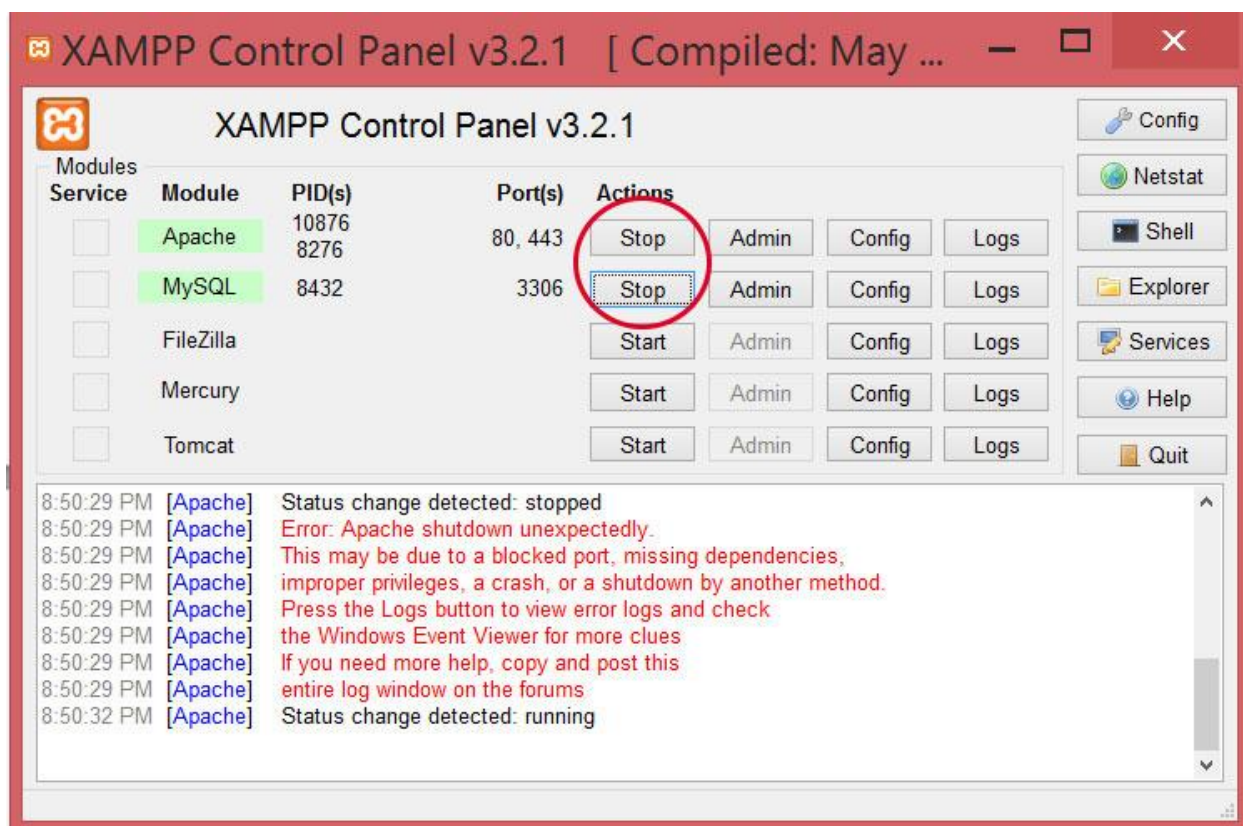 XAMPP Control Panel v3.2.1 [ Compiled: May ...
XAMPP Control Panel v3.2.1
Config
Modules
Service Module PID(s) Port(s) Actions
Netstat
Apache 10876 8276 80, 443 Stop Admin Config Logs
Shell
MySQL 8432 3306 Stop Admin Config Logs
Explorer
FileZilla Start Admin Config Logs
Services
Mercury Start Admin Config Logs
Help
Tomcat Start Admin Config Logs
Quit
8:50:29 PM [Apache] Status change detected: stopped
8:50:29 PM [Apache] Error: Apache shutdown unexpectedly.
8:50:29 PM [Apache] This may be due to a blocked port, missing dependencies,
8:50:29 PM [Apache] improper privileges, a crash, or a shutdown by another method.
8:50:29 PM [Apache] Press the Logs button to view error logs and check
8:50:29 PM [Apache] the Windows Event Viewer for more clues
8:50:29 PM [Apache] If you need more help, copy and post this
8:50:29 PM [Apache] entire log window on the forums
8:50:32 PM [Apache] Status change detected: running